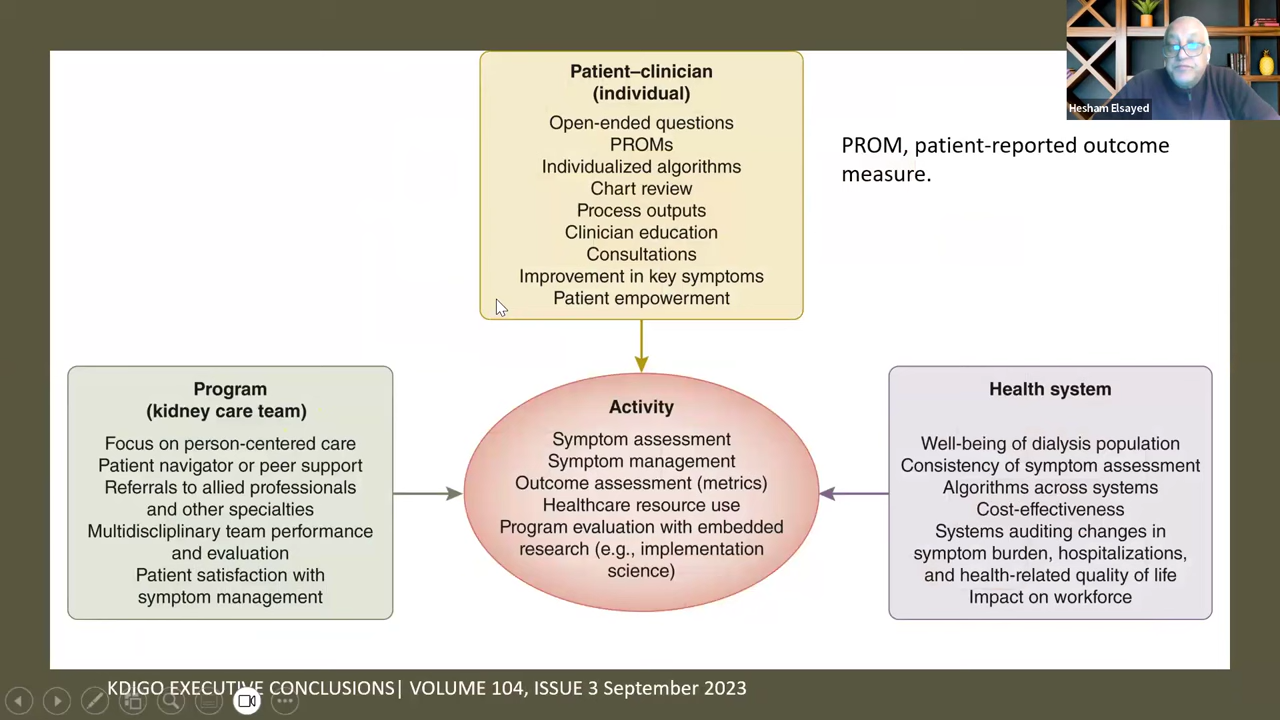 Patient–clinician
(individual)
Open-ended questions
PROMs
Individualized algorithms
Chart review
Process outputs
Clinician education
Consultations
Improvement in key symptoms
Patient empowerment
Hesham Elsayed
PROM, patient-reported outcome
measure.
Program
(kidney care team)
Focus on person-centered care
Patient navigator or peer support
Referrals to allied professionals
and other specialties
Multidiscliplinary team performance
and evaluation
Patient satisfaction with
symptom management
Activity
Symptom assessment
Symptom management
Outcome assessment (metrics)
Healthcare resource use
Program evaluation with embedded
research (e.g., implementation
science)
Health system
Well-being of dialysis population
Consistency of symptom assessment
Algorithms across systems
Cost-effectiveness
Systems auditing changes in
symptom burden, hospitalizations,
and health-related quality of life
Impact on workforce
KDIGO EXECUTIVE CONCLUSIONS| VOLUME 104, ISSUE 3 September 2023